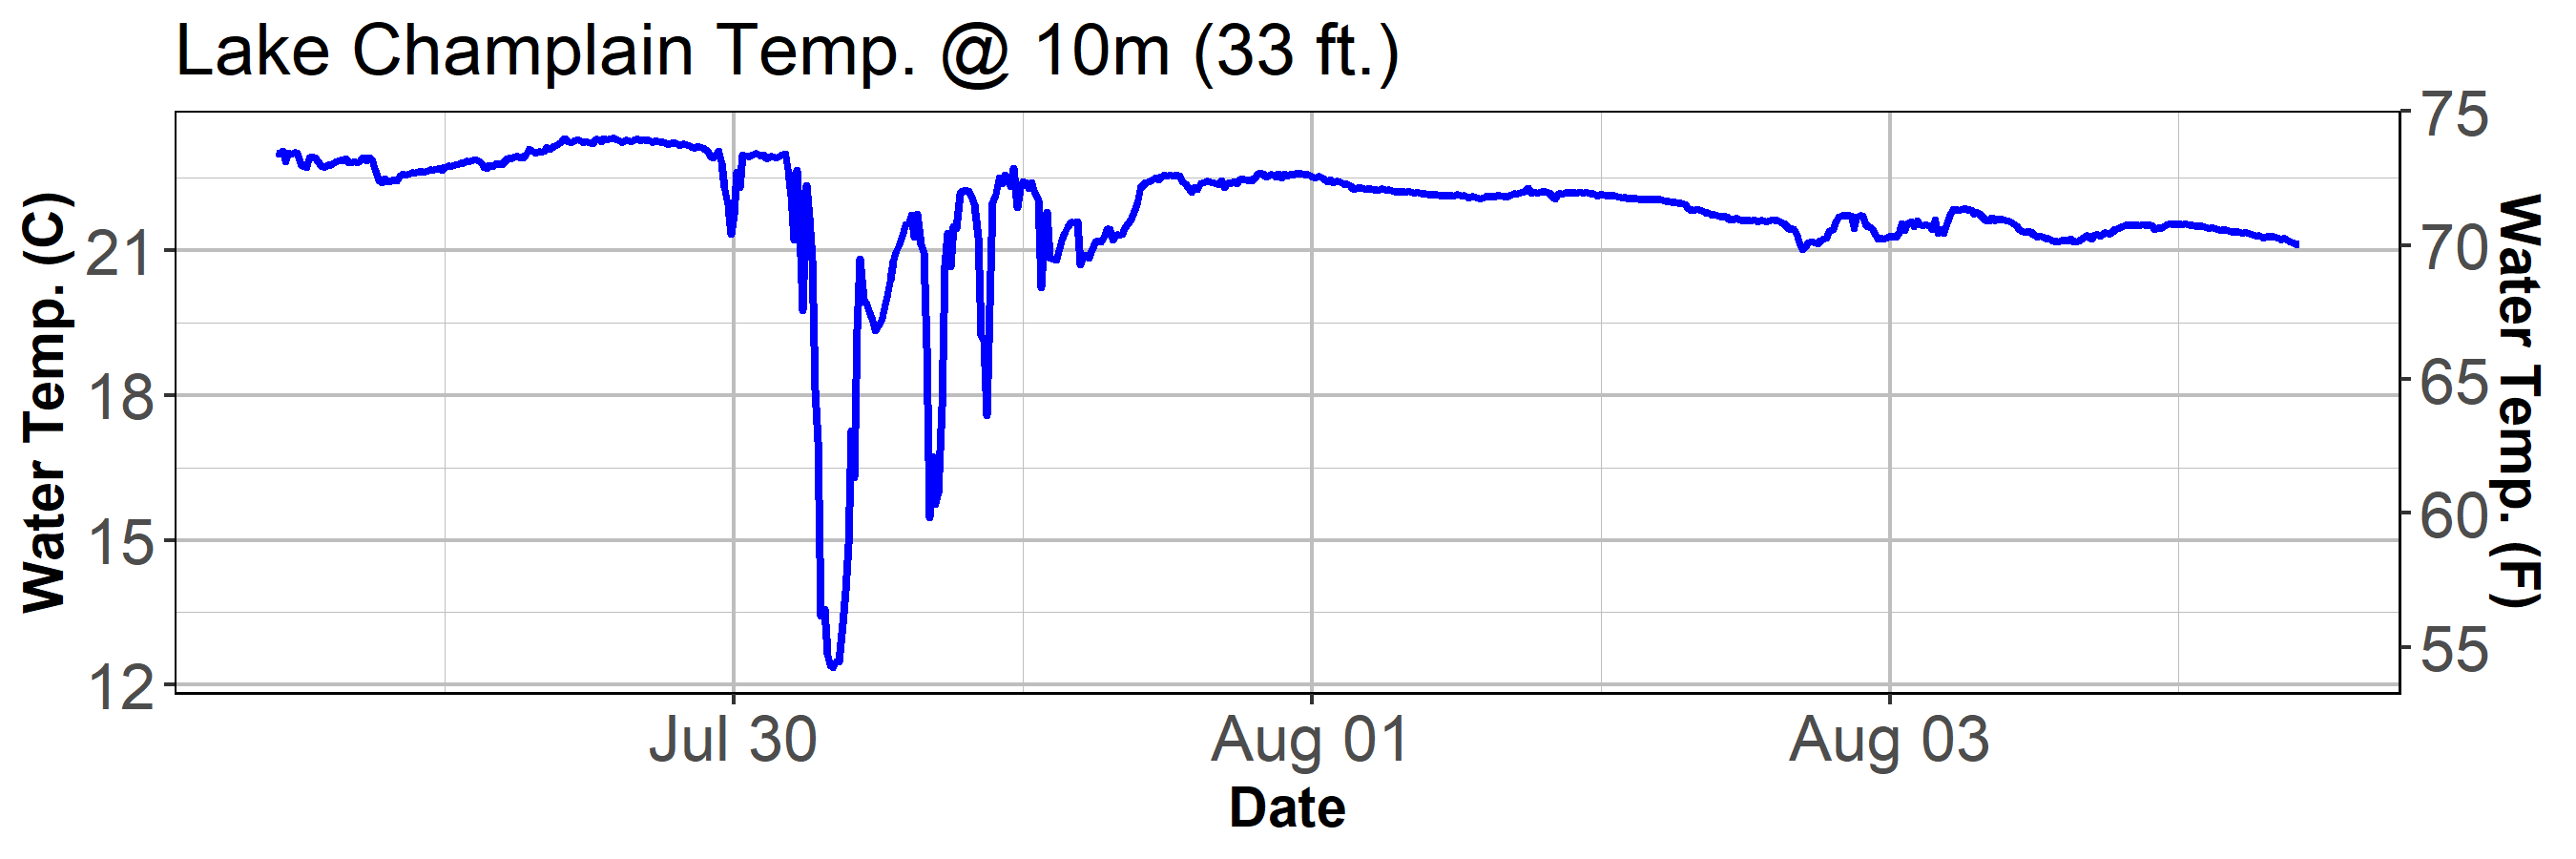 Lake Champlain Temp. @ 10m (33 ft.)
Water Temp. (C)
21
18
15
12
75
70
65
60
55
Water Temp. (F)
Jul 30
Aug 01
Aug 03
Date